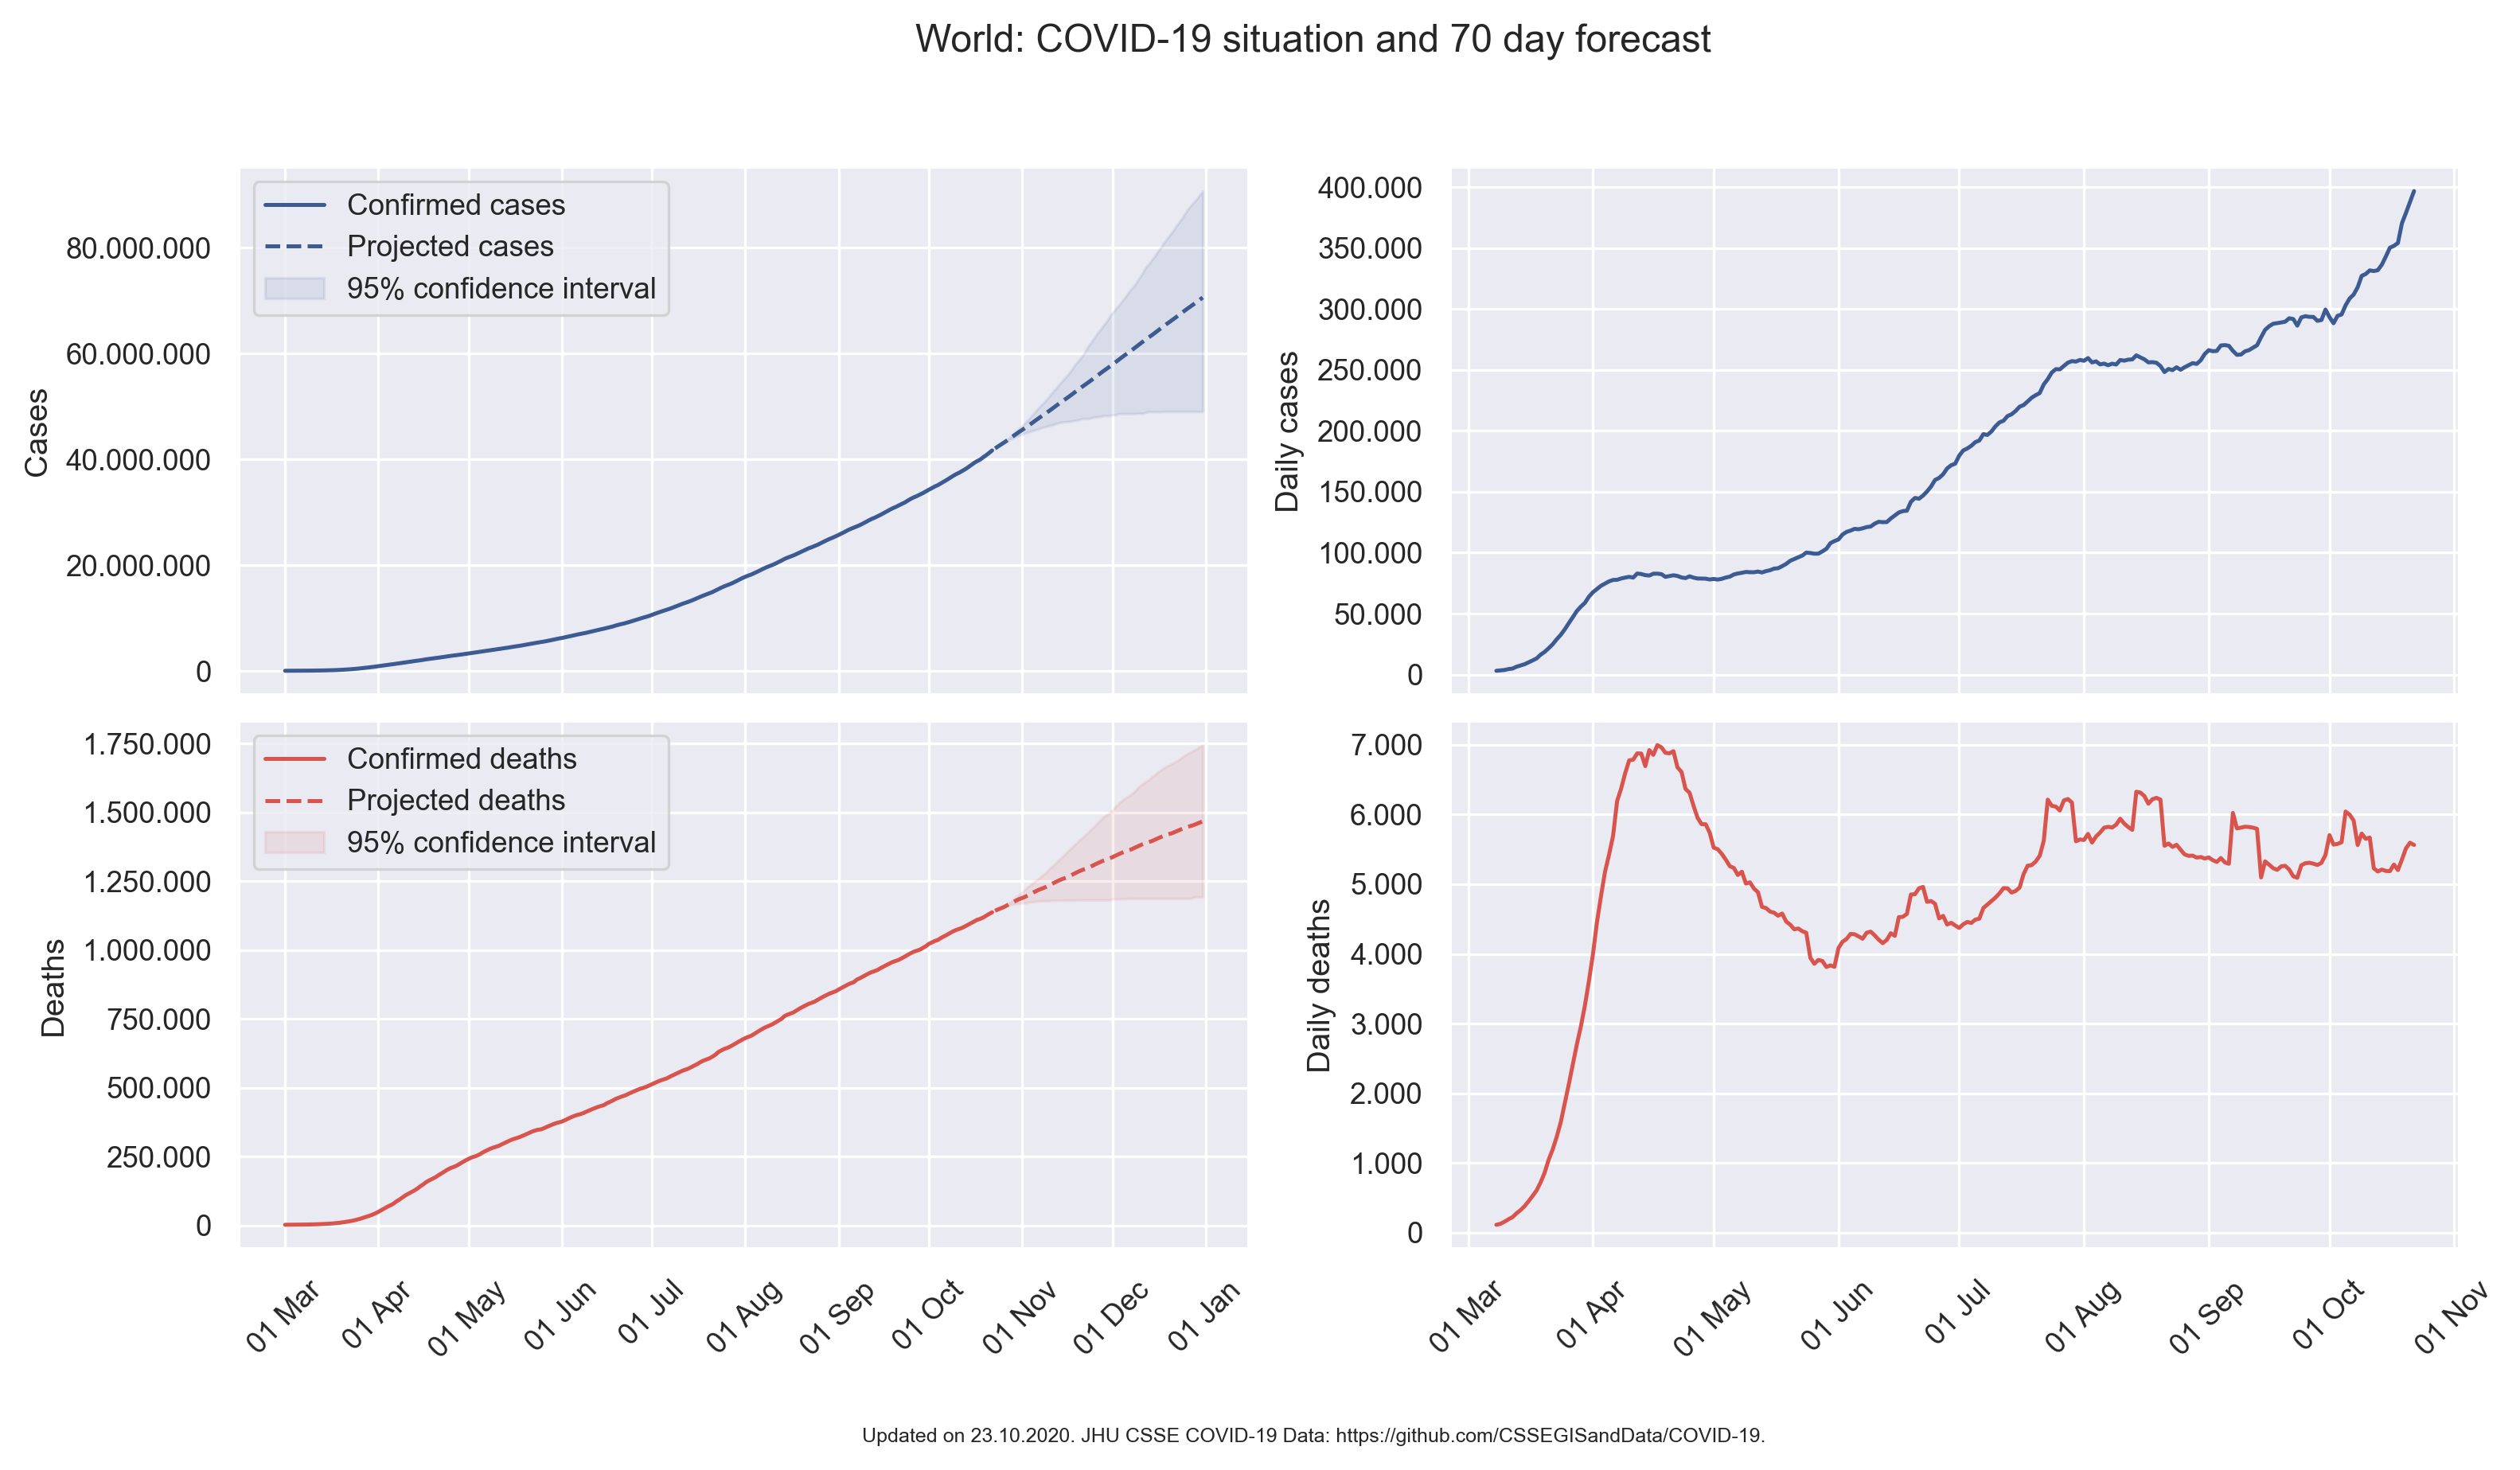 World: COVID-19 situation and 70 day forecast
Cases
80.000.000
60.000.000
40.000.000
20.000.000
0
Confirmed cases
Projected cases
95% confidence interval
Daily cases
400.000
350.000
300.000
250.000
200.000
150.000
100.000
50.000
0
Deaths
1.750.000
1.500.000
1.250.000
1.000.000
750.000
500.000
250.000
0
Confirmed deaths
Projected deaths
95% confidence interval
01 Mar
01 Apr
01 May
01 Jun
01 Jul
01 Aug
01 Sep
01 Oct
01 Nov
01 Dec
01 Jan
Daily deaths
7.000
6.000
5.000
4.000
3.000
2.000
1.000
0
01 Mar
01 Apr
01 May
01 Jun
01 Jul
01 Aug
01 Sep
01 Oct
01 Nov
Updated on 23.10.2020. JHU CSSE COVID-19 Data: https://github.com/CSSEGISandData/COVID-19.